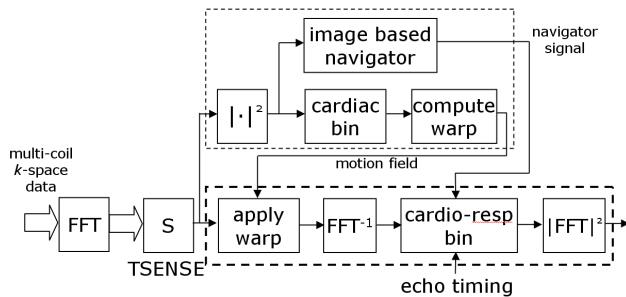 image based
navigator
navigator
signal
|·|²
cardiac
bin
compute
warp
multi-coil
k-space
data
motion field
FFT
S
apply
warp
FFT⁻¹
cardio-resp
bin
|FFT|²
TSENSE
echo timing